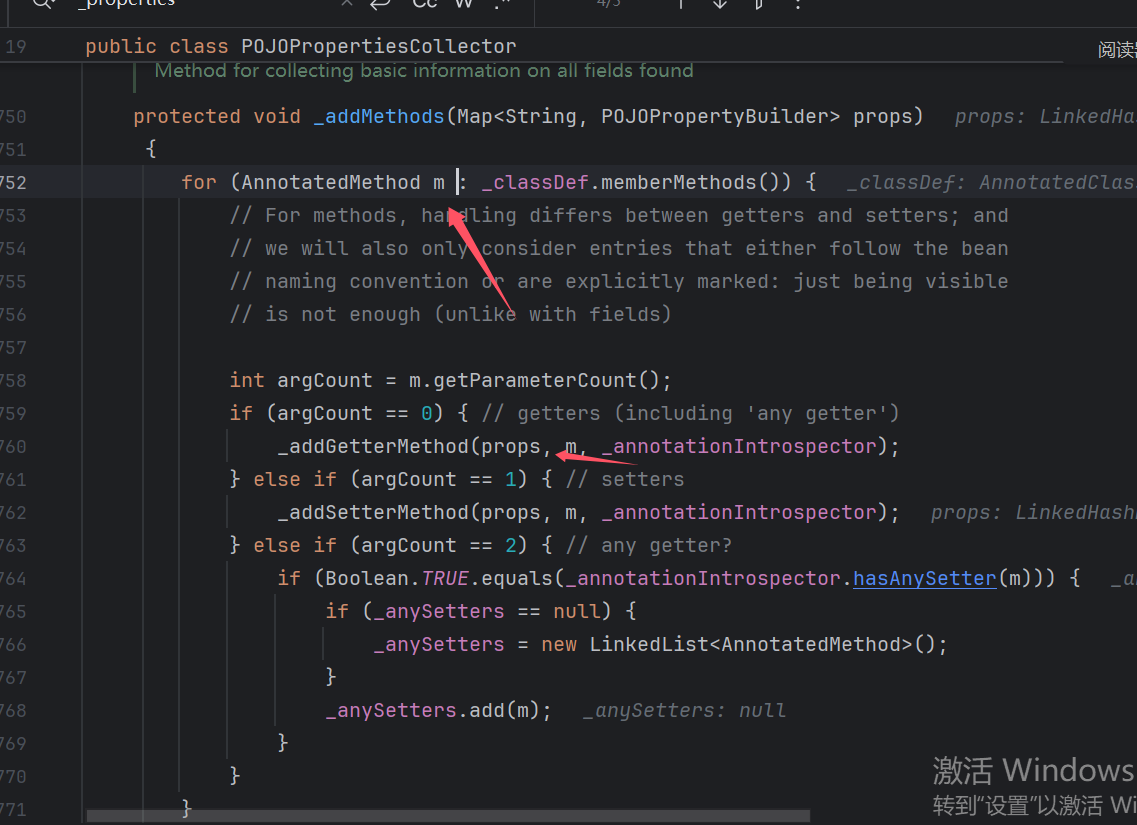 _properties Cc W .* 4/5
19 public class POJOPropertiesCollector 阅读
Method for collecting basic information on all fields found
750 protected void _addMethods(Map<String, POJOPropertyBuilder> props) props: LinkedHa
751 {
752 for (AnnotatedMethod m : _classDef.memberMethods()) { _classDef: AnnotatedClas
753 // For methods, handling differs between getters and setters; and
754 // we will also only consider entries that either follow the bean
755 // naming convention or are explicitly marked: just being visible
756 // is not enough (unlike with fields)
757
758 int argCount = m.getParameterCount();
759 if (argCount == 0) { // getters (including 'any getter')
760 _addGetterMethod(props, m, _annotationIntrospector);
761 } else if (argCount == 1) { // setters
762 _addSetterMethod(props, m, _annotationIntrospector); props: LinkedHash
763 } else if (argCount == 2) { // any getter?
764 if (Boolean.TRUE.equals(_annotationIntrospector.hasAnySetter(m))) { _a
765 if (_anySetters == null) {
766 _anySetters = new LinkedList<AnnotatedMethod>();
767 }
768 _anySetters.add(m); _anySetters: null
769 }
770 }
771 }
激活 Windows
转到"设置"以激活 Wi